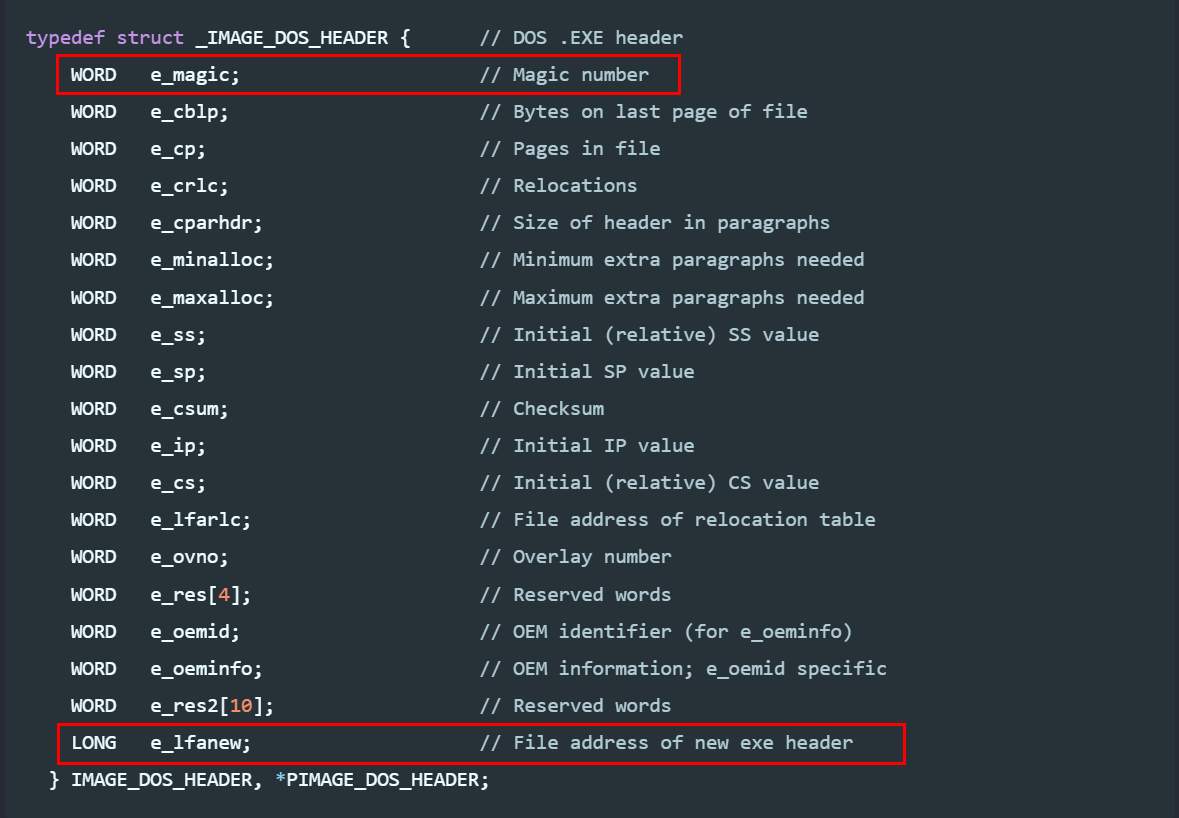 typedef struct _IMAGE_DOS_HEADER { // DOS .EXE header
WORD e_magic; // Magic number
WORD e_cblp; // Bytes on last page of file
WORD e_cp; // Pages in file
WORD e_crlc; // Relocations
WORD e_cparhdr; // Size of header in paragraphs
WORD e_minalloc; // Minimum extra paragraphs needed
WORD e_maxalloc; // Maximum extra paragraphs needed
WORD e_ss; // Initial (relative) SS value
WORD e_sp; // Initial SP value
WORD e_csum; // Checksum
WORD e_ip; // Initial IP value
WORD e_cs; // Initial (relative) CS value
WORD e_lfarlc; // File address of relocation table
WORD e_ovno; // Overlay number
WORD e_res[4]; // Reserved words
WORD e_oemid; // OEM identifier (for e_oeminfo)
WORD e_oeminfo; // OEM information; e_oemid specific
WORD e_res2[10]; // Reserved words
LONG e_lfanew; // File address of new exe header
} IMAGE_DOS_HEADER, *PIMAGE_DOS_HEADER;